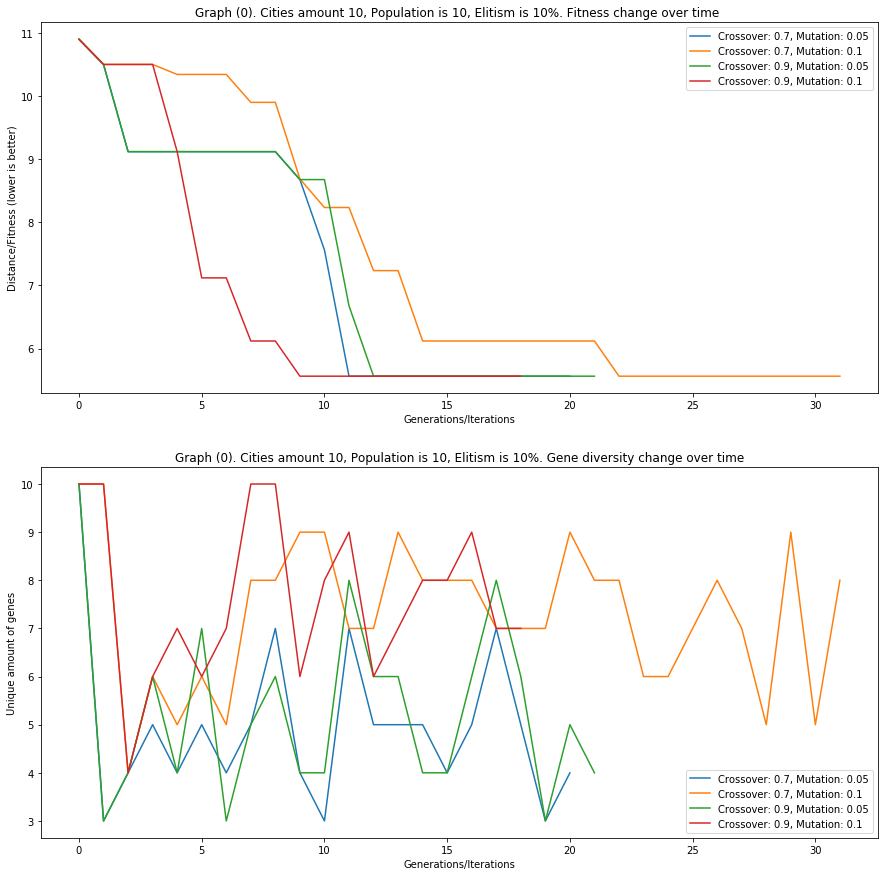 Graph (0). Cities amount 10, Population is 10, Elitism is 10%. Fitness change over time
Crossover: 0.7, Mutation: 0.05
Crossover: 0.7, Mutation: 0.1
Crossover: 0.9, Mutation: 0.05
Crossover: 0.9, Mutation: 0.1
Distance/Fitness (lower is better)
11
10
9
8
7
6
0 5 10 15 20 25 30
Generations/Iterations
Graph (0). Cities amount 10, Population is 10, Elitism is 10%. Gene diversity change over time
Unique amount of genes
10
9
8
7
6
5
4
3
Crossover: 0.7, Mutation: 0.05
Crossover: 0.7, Mutation: 0.1
Crossover: 0.9, Mutation: 0.05
Crossover: 0.9, Mutation: 0.1
0 5 10 15 20 25 30
Generations/Iterations